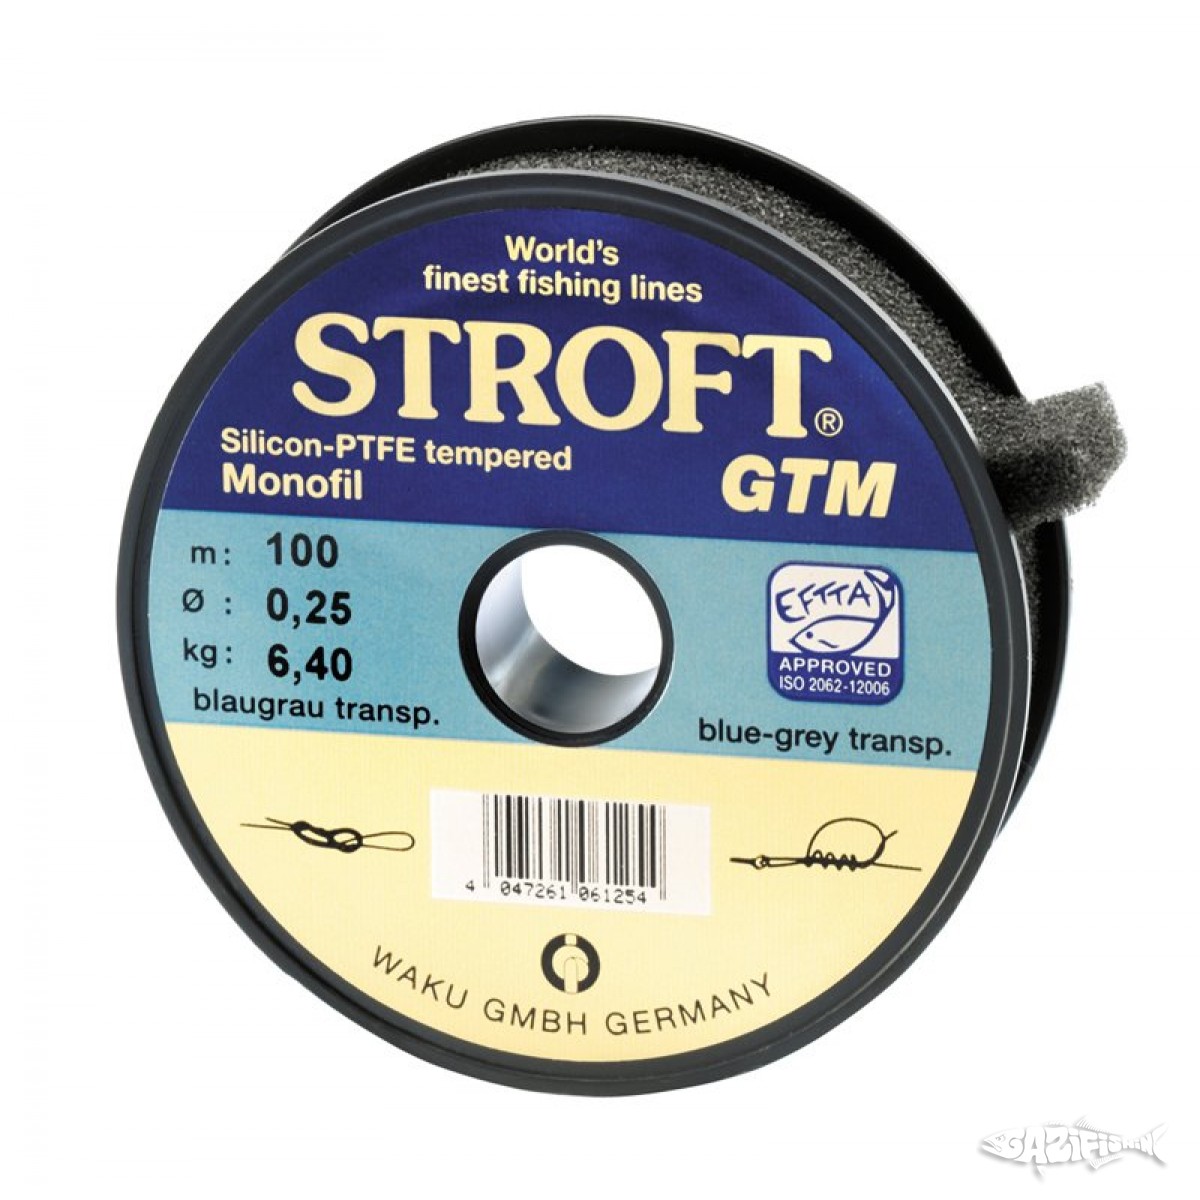 World's
finest fishing lines
STROFT®
GTM
Silicon-PTFE tempered
Monofil
m: 100
Ø : 0,25
kg: 6,40
blaugrau transp.
EFTTA
APPROVED
ISO 2062-12006
blue-grey transp.
4 047261 061254
WAKU GMBH GERMANY
GAZIFISHIN